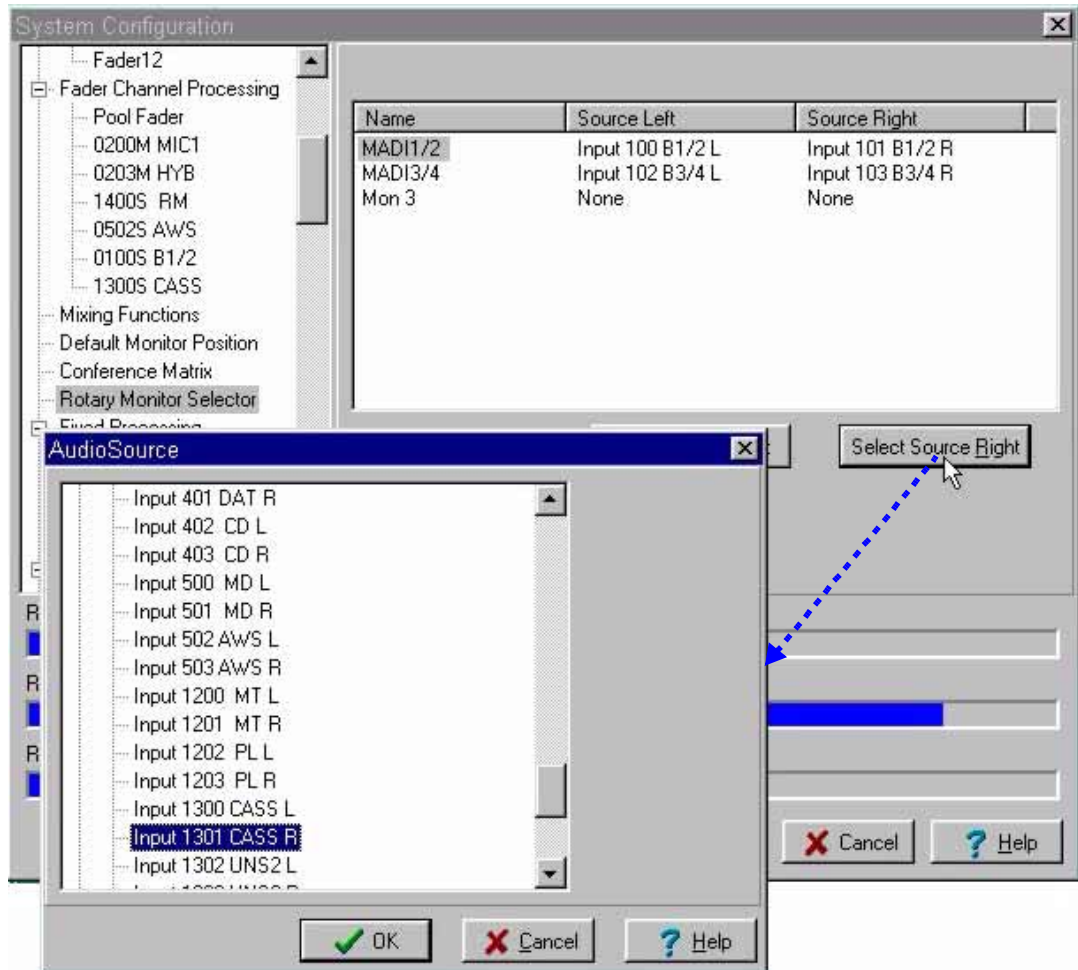 System Configuration
Fader12
Fader Channel Processing
Pool Fader
0200M MIC1
0203M HYB
1400S RM
0502S AWS
0100S B1/2
1300S CASS
Mixing Functions
Default Monitor Position
Conference Matrix
Rotary Monitor Selector
Fixed Processing
Name Source Left Source Right
MADI1/2 Input 100 B1/2 L Input 101 B1/2 R
MADI3/4 Input 102 B3/4 L Input 103 B3/4 R
Mon 3 None None
Select Source Right
R
R
R
Cancel
Help
AudioSource
Input 401 DAT R
Input 402 CD L
Input 403 CD R
Input 500 MD L
Input 501 MD R
Input 502 AWS L
Input 503 AWS R
Input 1200 MT L
Input 1201 MT R
Input 1202 PL L
Input 1203 PL R
Input 1300 CASS L
Input 1301 CASS R
Input 1302 UNS2 L
OK
Cancel
Help